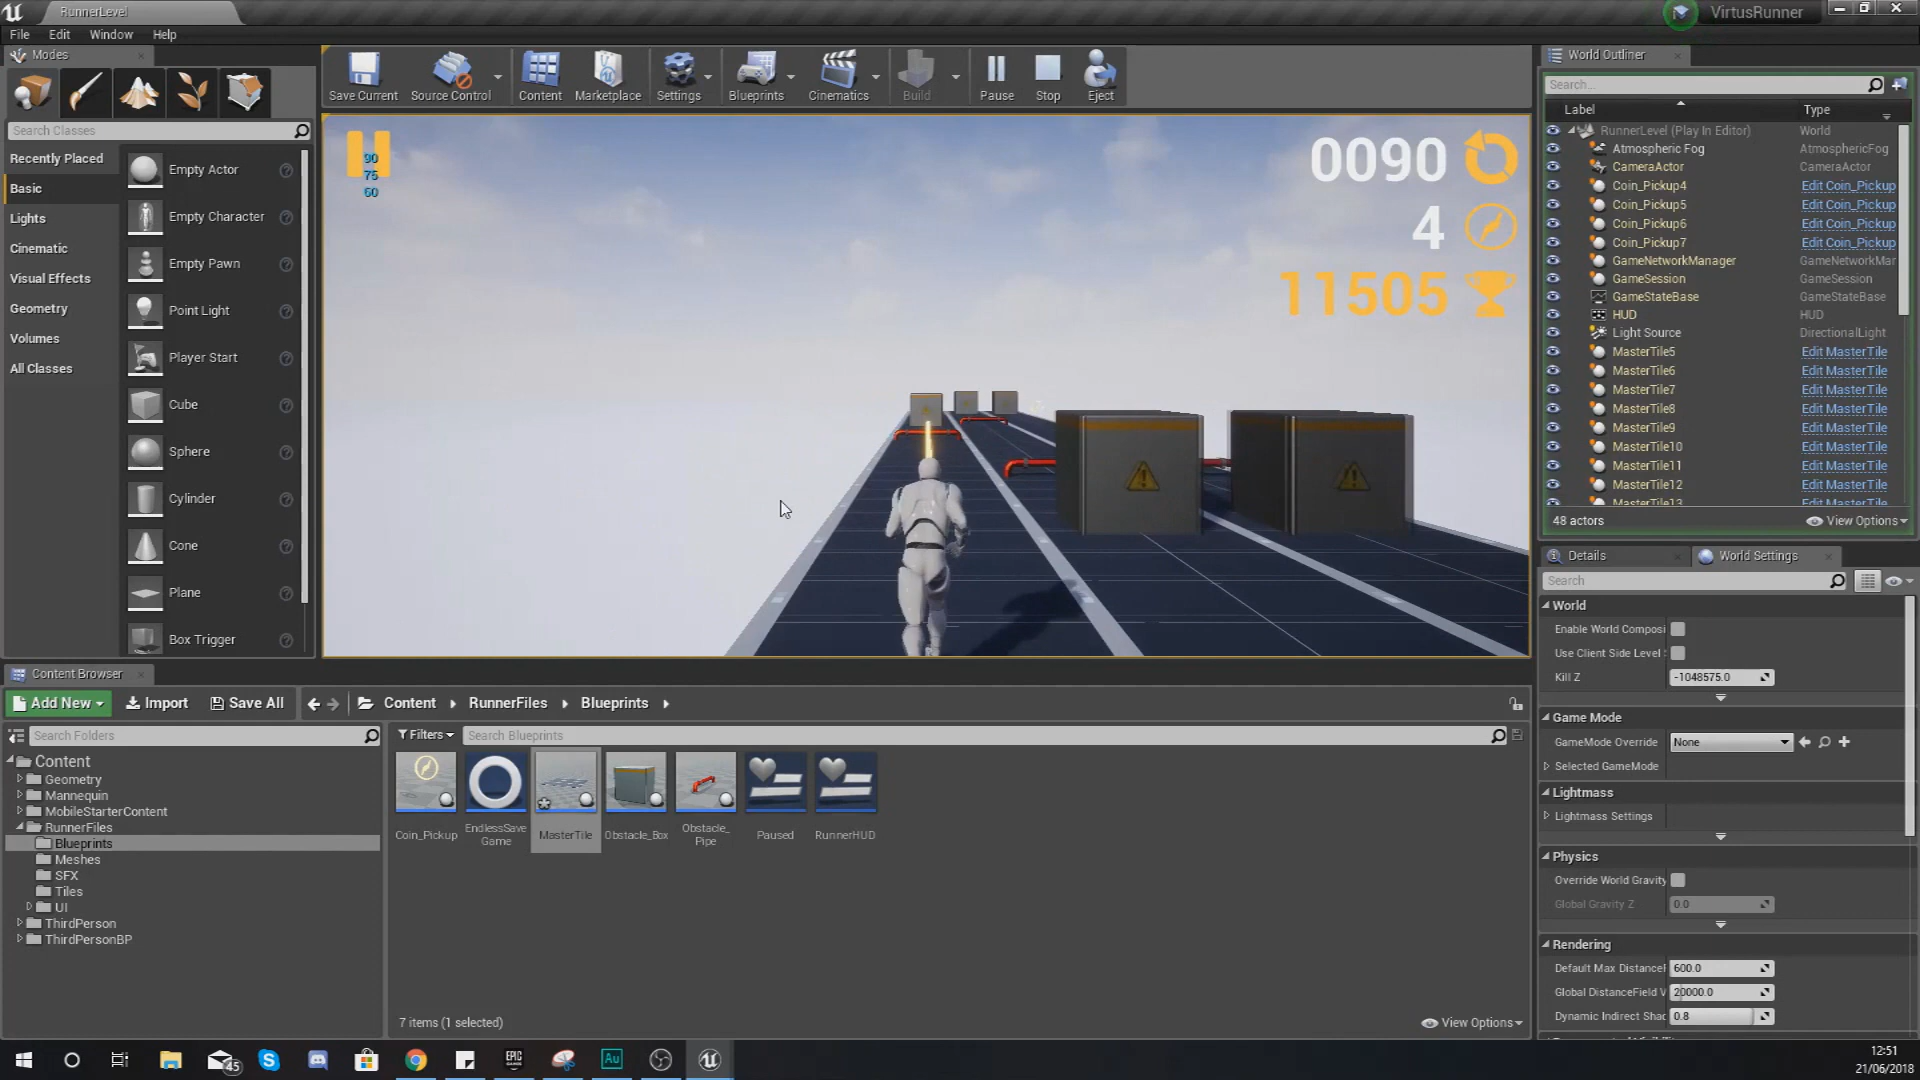 RunnerLevel
VirtusRunner
File Edit Window Help
Modes
Search Classes
Recently Placed
Basic
Lights
Cinematic
Visual Effects
Geometry
Volumes
All Classes
Empty Actor
Empty Character
Empty Pawn
Point Light
Player Start
Cube
Sphere
Cylinder
Cone
Plane
Box Trigger
Save Current Source Control Content Marketplace Settings Blueprints Cinematics Build Pause Stop Eject
90
75
60
0090
4
11505
World Outliner
Search...
Label Type
RunnerLevel (Play In Editor) World
Atmospheric Fog AtmosphericFog
CameraActor CameraActor
Coin_Pickup4 Edit Coin_Pickup
Coin_Pickup5 Edit Coin_Pickup
Coin_Pickup6 Edit Coin_Pickup
Coin_Pickup7 Edit Coin_Pickup
GameNetworkManager GameNetworkMar
GameSession GameSession
GameStateBase GameStateBase
HUD HUD
Light Source DirectionalLight
MasterTile5 Edit MasterTile
MasterTile6 Edit MasterTile
MasterTile7 Edit MasterTile
MasterTile8 Edit MasterTile
MasterTile9 Edit MasterTile
MasterTile10 Edit MasterTile
MasterTile11 Edit MasterTile
MasterTile12 Edit MasterTile
MasterTile13 Edit MasterTile
48 actors View Options
Details World Settings
Search
World
Enable World Composi
Use Client Side Level
Kill Z -1048575.0
Game Mode
GameMode Override None
Selected GameMode
Lightmass
Lightmass Settings
Physics
Override World Gravity
Global Gravity Z 0.0
Rendering
Default Max DistanceF 600.0
Global DistanceField V 20000.0
Dynamic Indirect Shac 0.8
Content Browser
Add New Import Save All Content RunnerFiles Blueprints
Search Folders
Content
Geometry
Mannequin
MobileStarterContent
RunnerFiles
Blueprints
Meshes
SFX
Tiles
UI
ThirdPerson
ThirdPersonBP
Filters Search Blueprints
Coin_Pickup
EndlessSave
Game
MasterTile
Obstacle_Box
Obstacle_
Pipe
Paused
RunnerHUD
7 items (1 selected) View Options
45
EPIC
GAMES
Au
12:51
21/06/2018